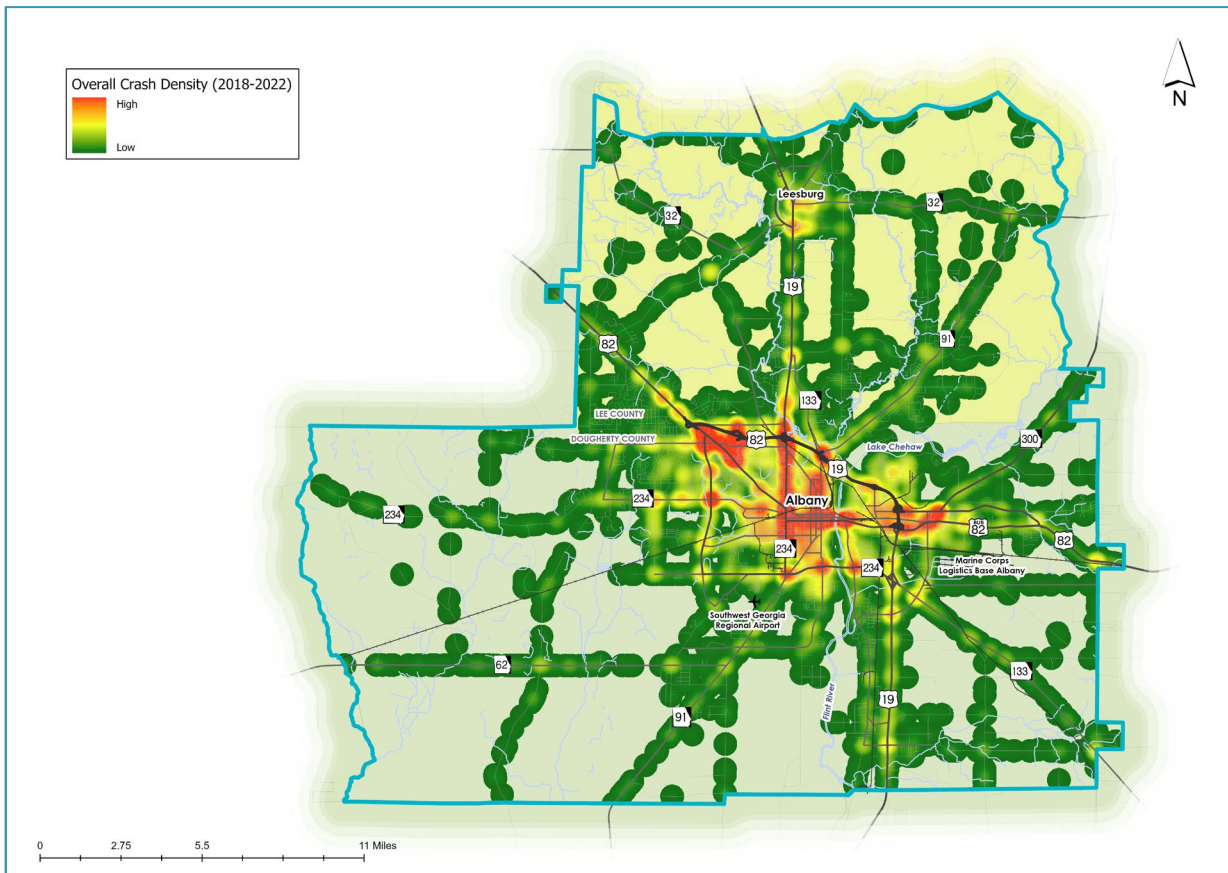 Overall Crash Density (2018-2022)
High
Low
N
Leesburg
32
32
19
82
91
133
LEE COUNTY
DOUGHERTY COUNTY
82
Lake Chehaw
300
19
234
Albany
234
BUS
82
82
234
234
Marine Corps
Logistics Base Albany
Southwest Georgia
Regional Airport
62
133
Flint River
19
91
0
2.75
5.5
11 Miles